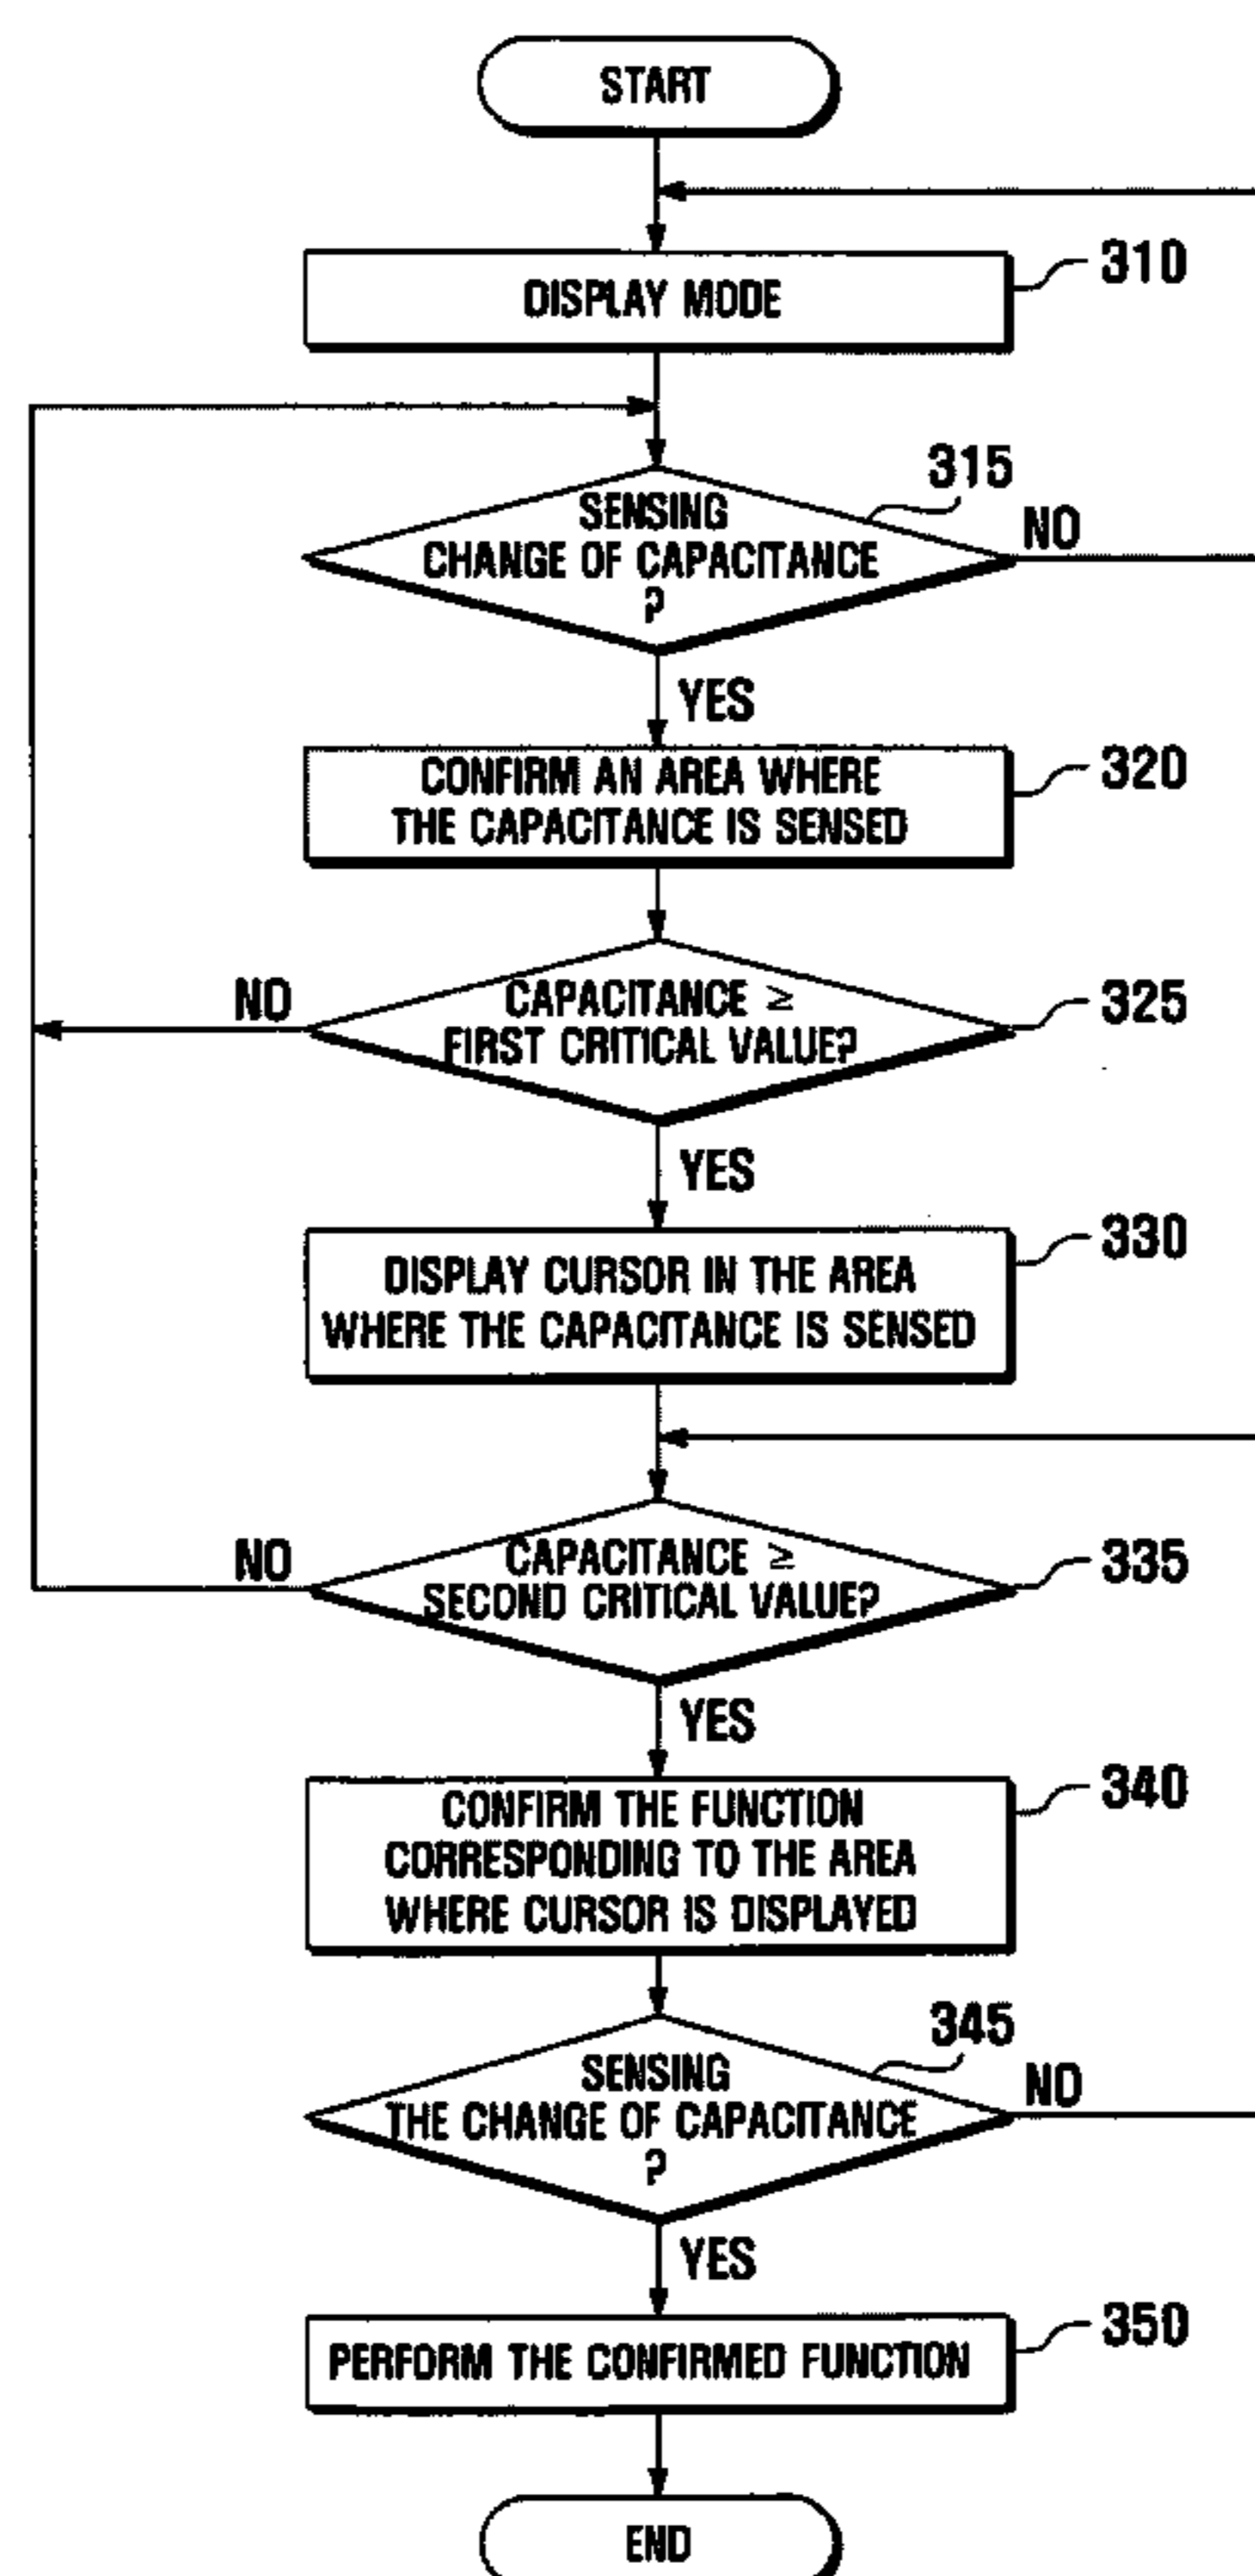 START
310
DISPLAY MODE
315
SENSING
CHANGE OF CAPACITANCE
?
NO
YES
320
CONFIRM AN AREA WHERE
THE CAPACITANCE IS SENSED
325
CAPACITANCE ≥
FIRST CRITICAL VALUE?
NO
YES
330
DISPLAY CURSOR IN THE AREA
WHERE THE CAPACITANCE IS SENSED
335
CAPACITANCE ≥
SECOND CRITICAL VALUE?
NO
YES
340
CONFIRM THE FUNCTION
CORRESPONDING TO THE AREA
WHERE CURSOR IS DISPLAYED
345
SENSING
THE CHANGE OF CAPACITANCE
?
NO
YES
350
PERFORM THE CONFIRMED FUNCTION
END